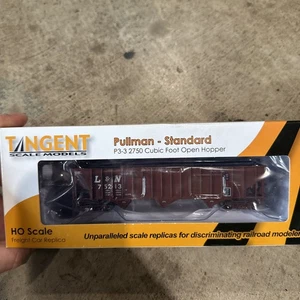 TANGENT
SCALE MODELS
Pullman - Standard
P3-3 2750 Cubic Foot Open Hopper
L & N
HO Scale
Freight Car Replica
Unparalleled scale replicas for discriminating railroad modelers